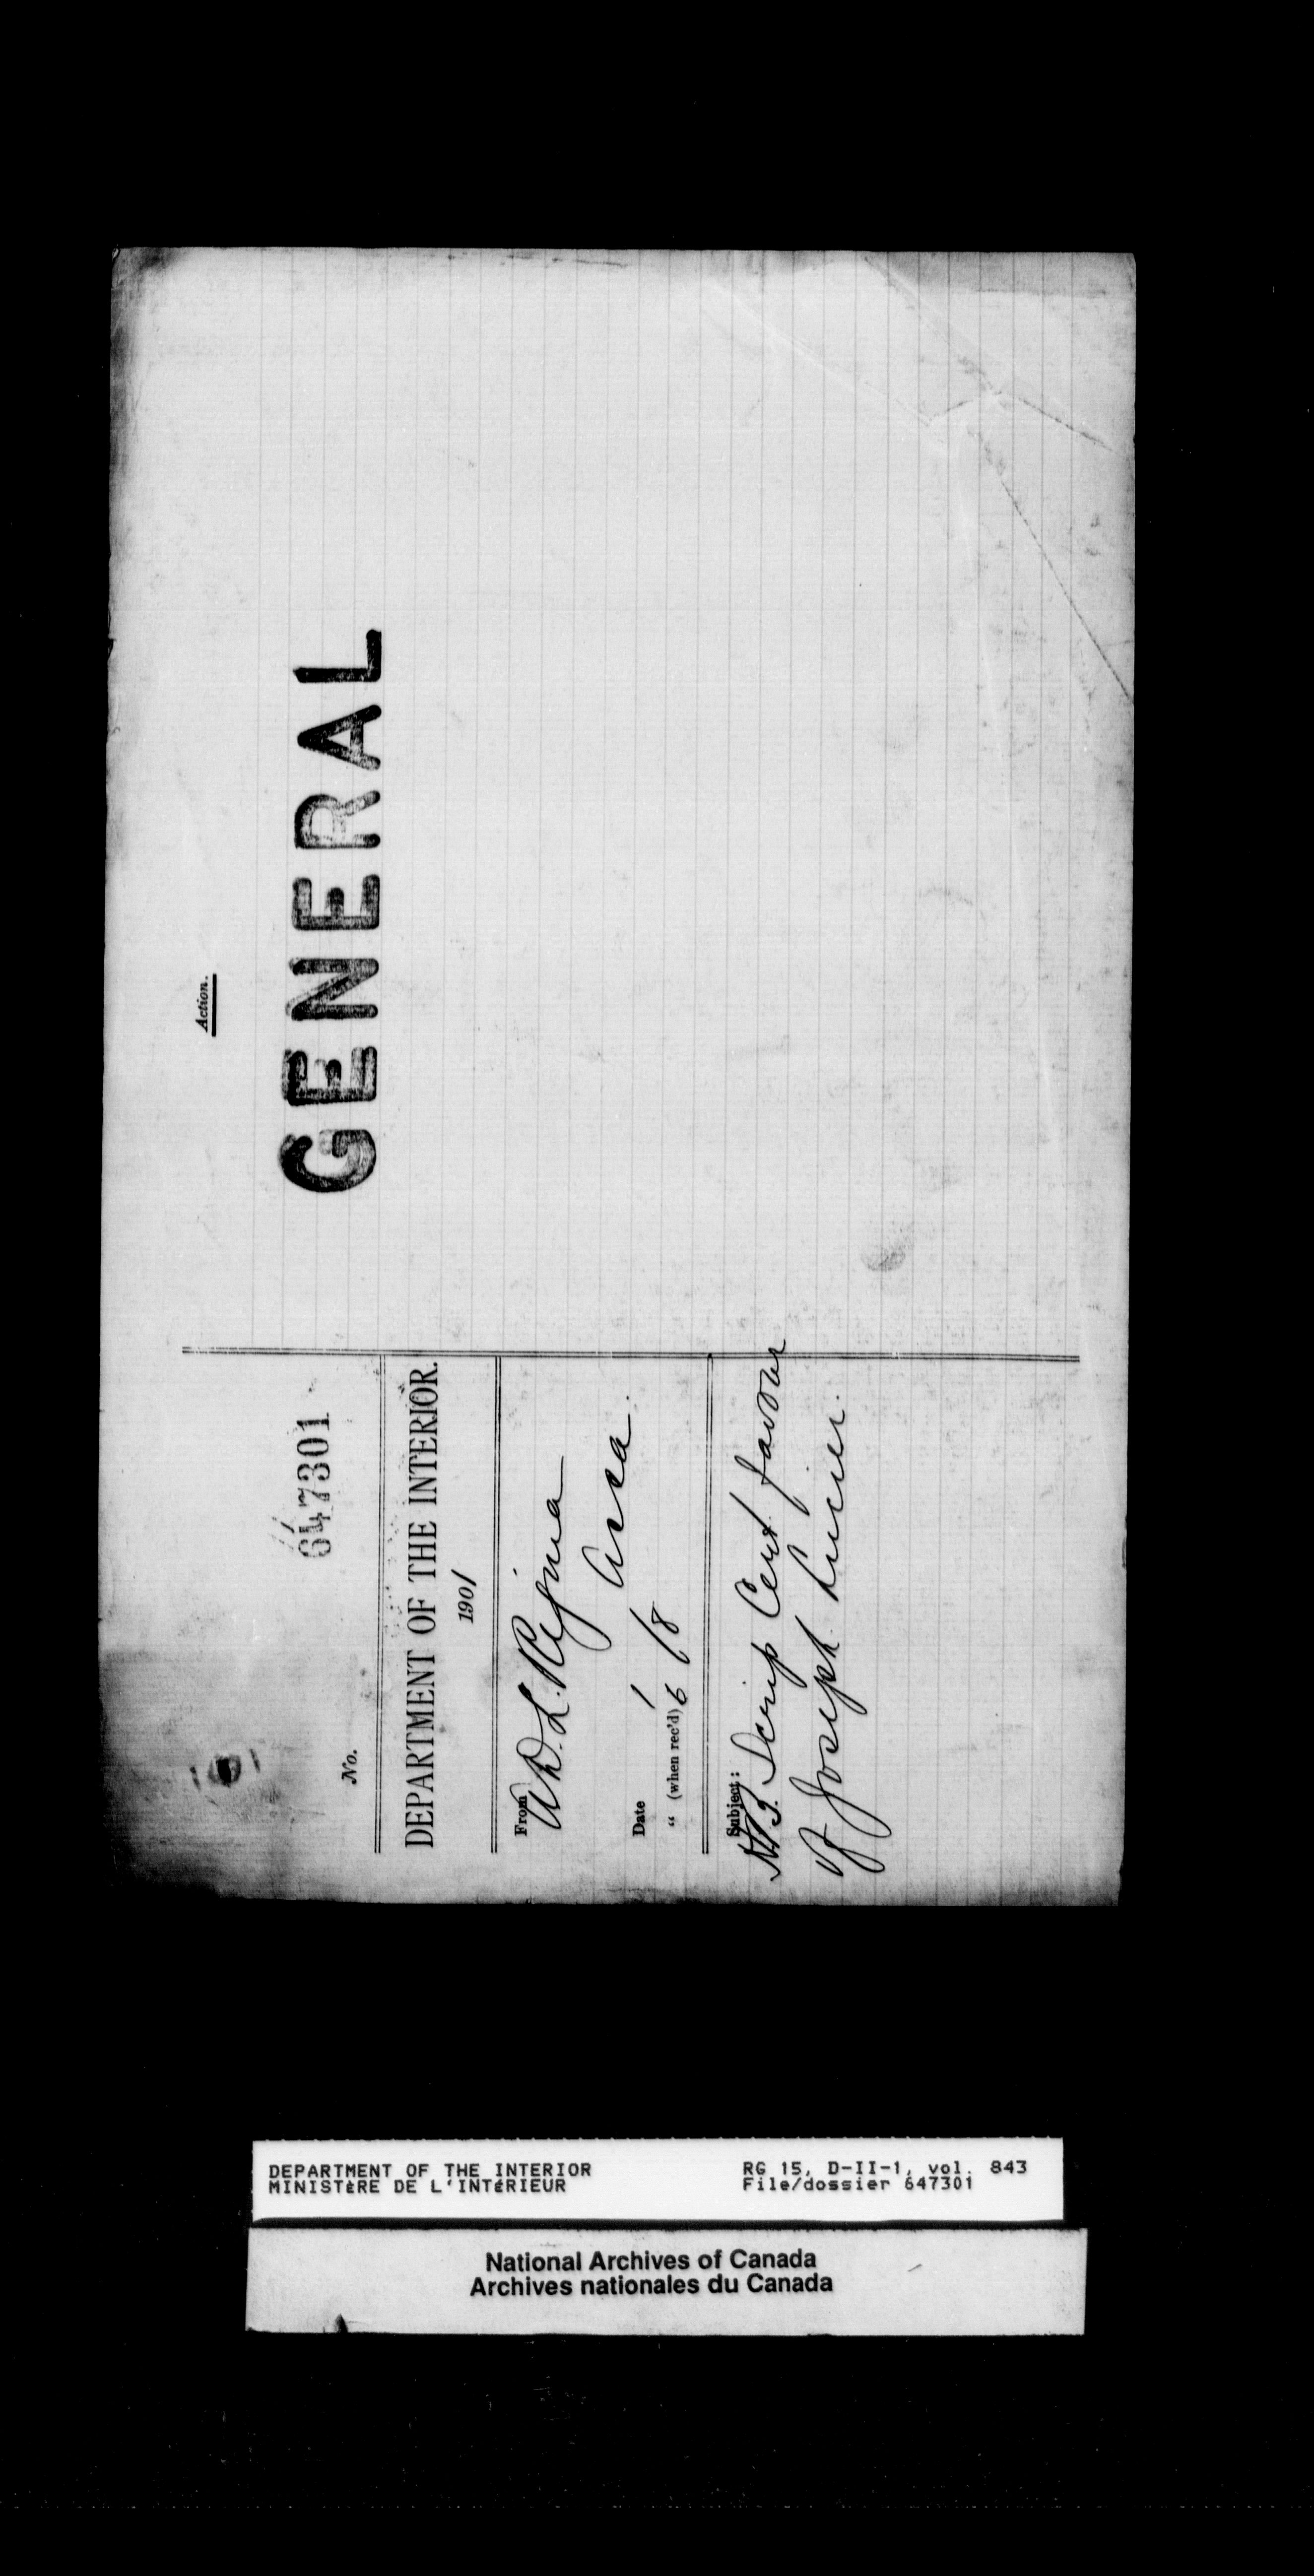 No. 647301
DEPARTMENT OF THE INTERIOR.
1901
From
Regina
Assa.
Date 1/8
" (when rec'd) 6
Subject:
H.B. Scrip Cert. favour
of Joseph Lucier.
Action.
GENERAL
DEPARTMENT OF THE INTERIOR RG 15, D-II-1, vol. 843
MINISTÈRE DE L'INTÉRIEUR File/dossier 647301
National Archives of Canada
Archives nationales du Canada